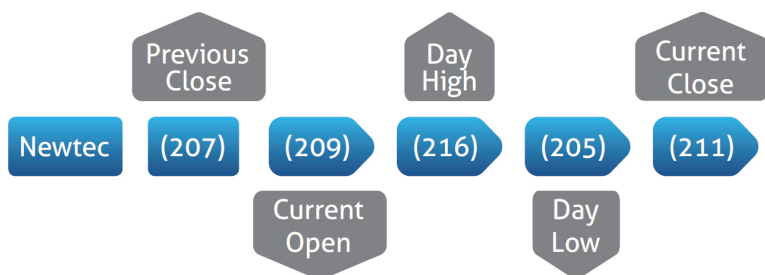 Previous
Close
Day
High
Current
Close
Newtec
(207)
(209)
(216)
(205)
(211)
Current
Open
Day
Low